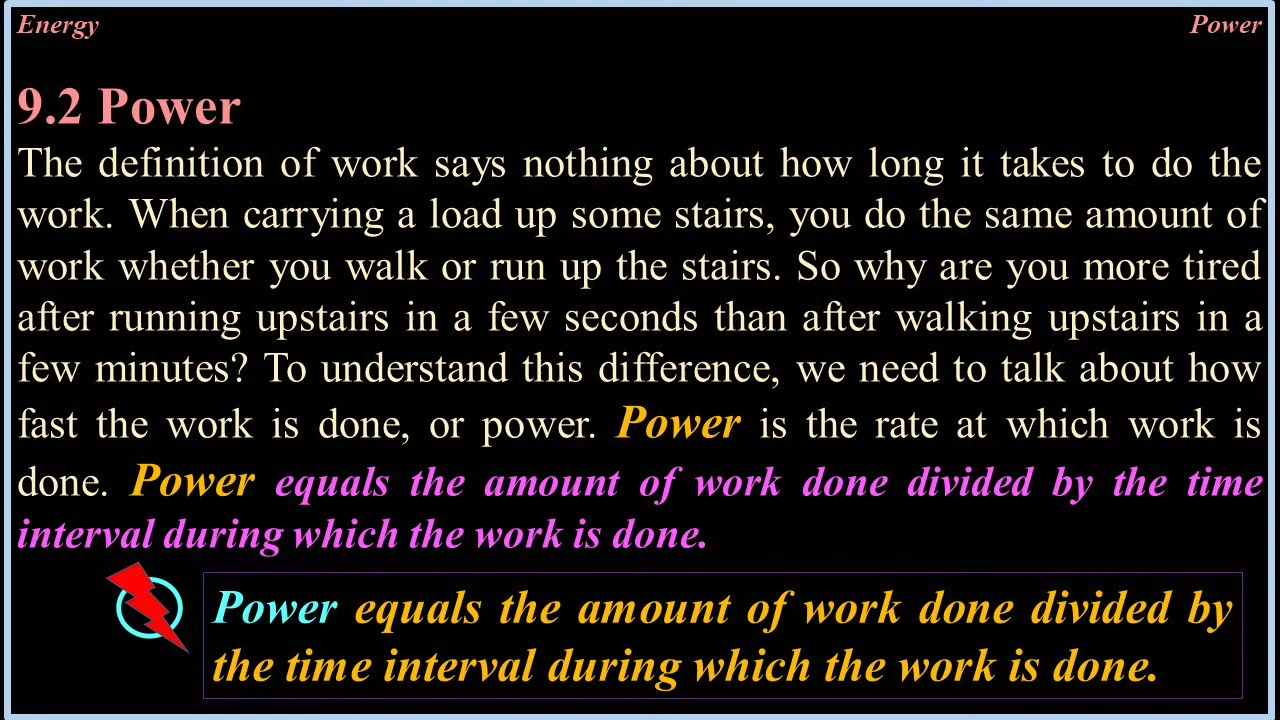 Energy
Power
9.2 Power
The definition of work says nothing about how long it takes to do the
work. When carrying a load up some stairs, you do the same amount of
work whether you walk or run up the stairs. So why are you more tired
after running upstairs in a few seconds than after walking upstairs in a
few minutes? To understand this difference, we need to talk about how
fast the work is done, or power. Power is the rate at which work is
done. Power equals the amount of work done divided by the time
interval during which the work is done.
Power equals the amount of work done divided by
the time interval during which the work is done.